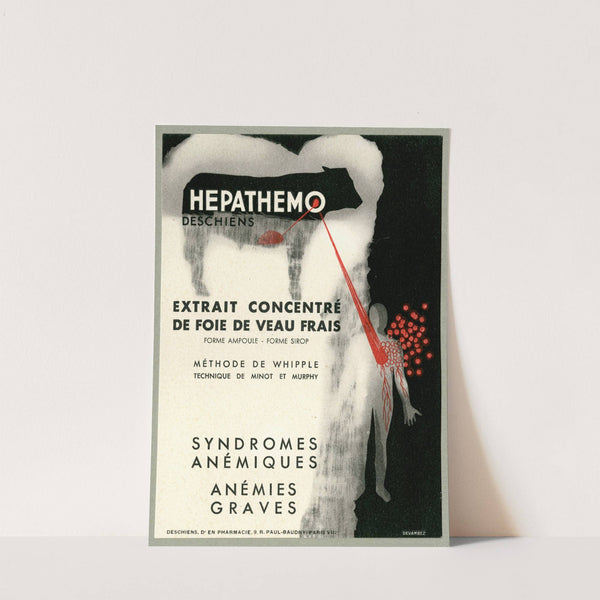 HEPATHEMO
DESCHIENS
EXTRAIT CONCENTRÉ
DE FOIE DE VEAU FRAIS
FORME AMPOULE - FORME SIROP
MÉTHODE DE WHIPPLE
TECHNIQUE DE MINOT ET MURPHY
SYNDROMES
ANÉMIQUES
ANÉMIES
GRAVES
DESCHIENS, Dr EN PHARMACIE, 9, R. PAUL-BAUDRY, PARIS VIII
DEVAMBEZ